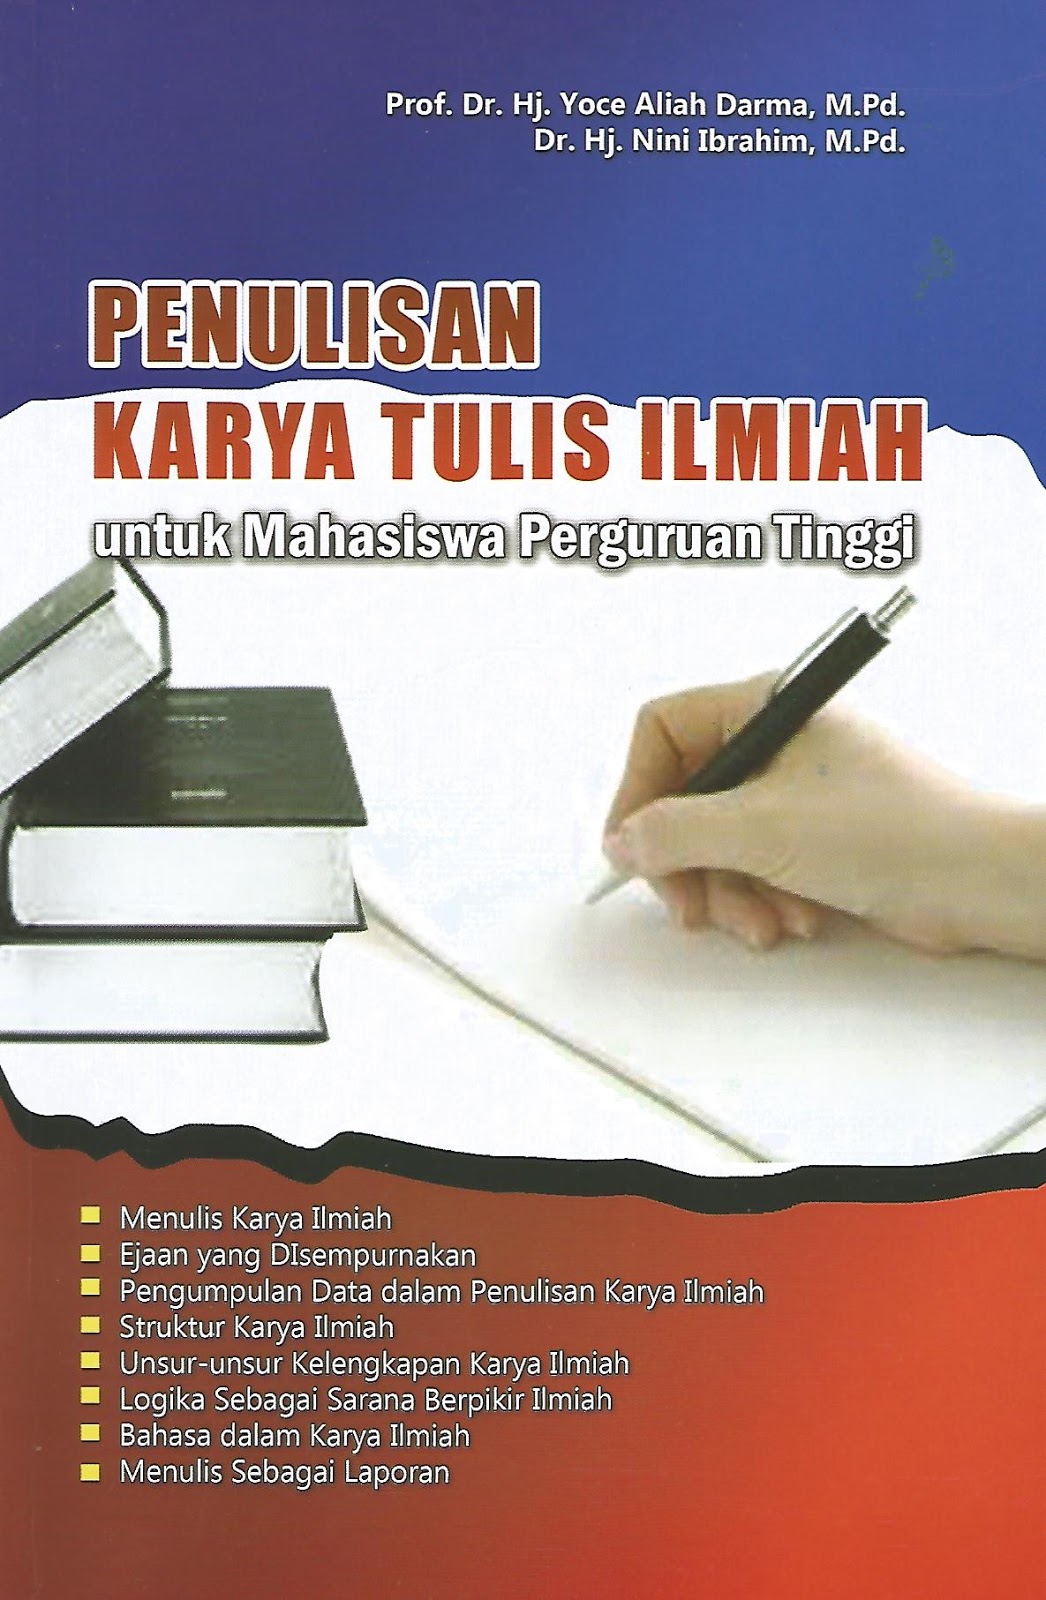 Prof. Dr. Hj. Yoce Aliah Darma, M.Pd.
Dr. Hj. Nini Ibrahim, M.Pd.
PENULISAN
KARYA TULIS ILMIAH
untuk Mahasiswa Perguruan Tinggi
Menulis Karya Ilmiah
Ejaan yang DIsempurnakan
Pengumpulan Data dalam Penulisan Karya Ilmiah
Struktur Karya Ilmiah
Unsur-unsur Kelengkapan Karya Ilmiah
Logika Sebagai Sarana Berpikir Ilmiah
Bahasa dalam Karya Ilmiah
Menulis Sebagai Laporan